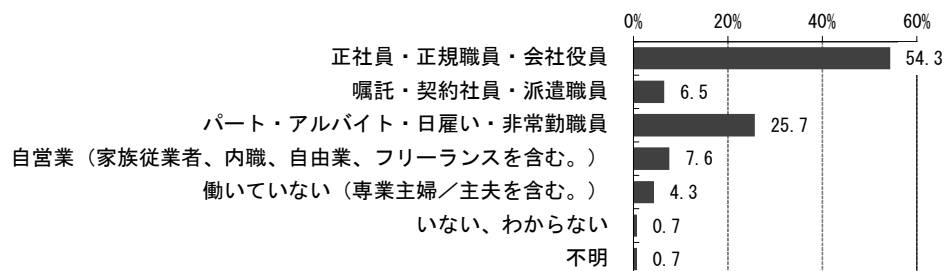 0% 20% 40% 60%
正社員・正規職員・会社役員 54.3
嘱託・契約社員・派遣職員 6.5
パート・アルバイト・日雇い・非常勤職員 25.7
自営業（家族従業者、内職、自由業、フリーランスを含む。） 7.6
働いていない（専業主婦／主夫を含む。） 4.3
いない、わからない 0.7
不明 0.7